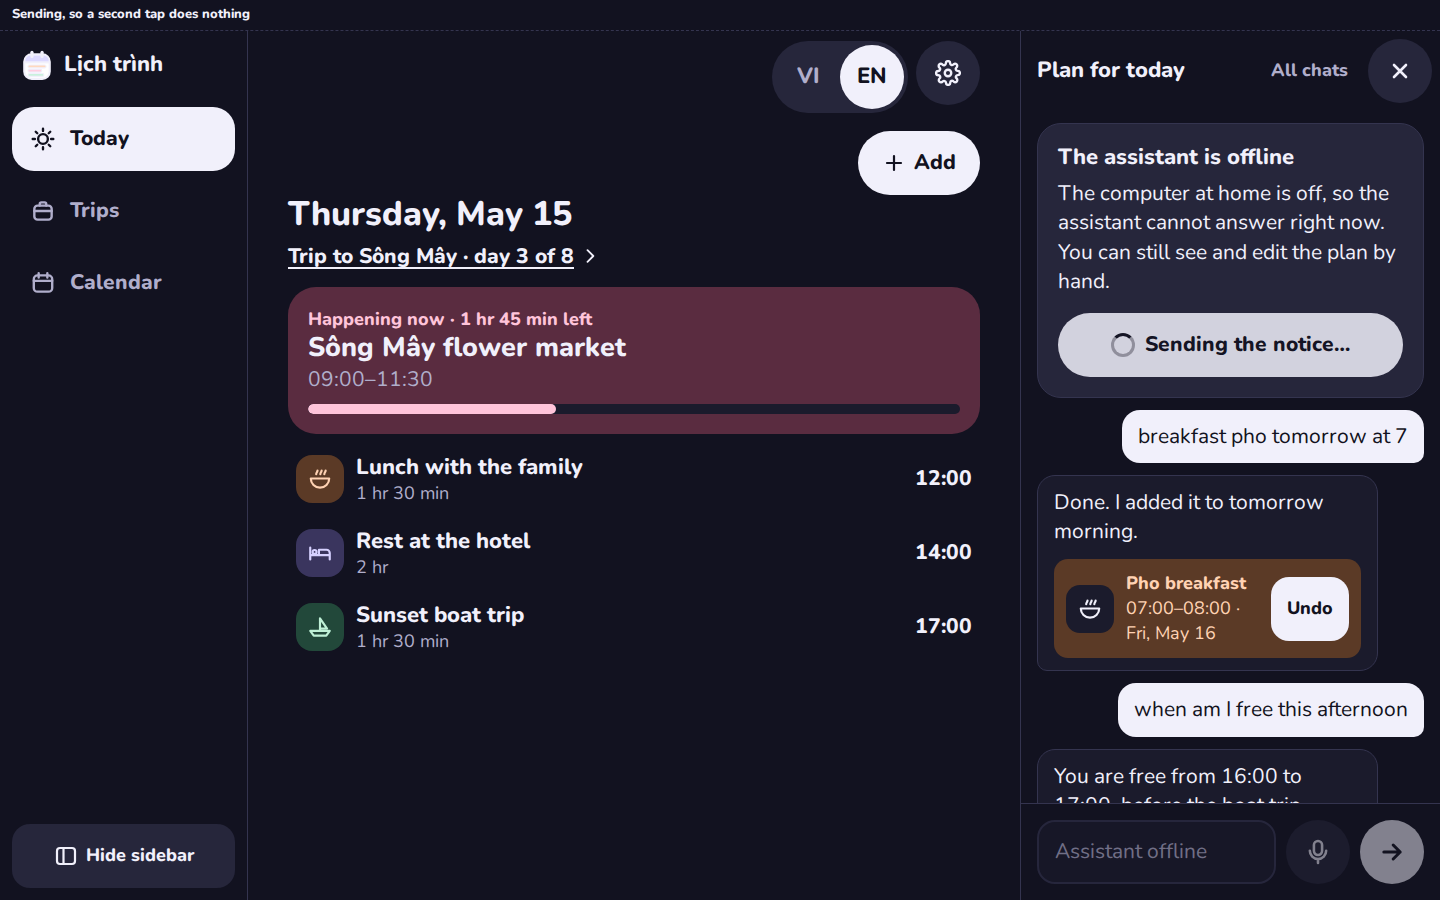 Sending, so a second tap does nothing
Lịch trình
Today
Trips
Calendar
Hide sidebar
VI
EN
Add
Thursday, May 15
Trip to Sông Mây · day 3 of 8
Happening now · 1 hr 45 min left
Sông Mây flower market
09:00–11:30
Lunch with the family
1 hr 30 min
12:00
Rest at the hotel
2 hr
14:00
Sunset boat trip
1 hr 30 min
17:00
Plan for today
All chats
The assistant is offline
The computer at home is off, so the
assistant cannot answer right now.
You can still see and edit the plan by
hand.
Sending the notice...
breakfast pho tomorrow at 7
Done. I added it to tomorrow
morning.
Pho breakfast
07:00–08:00 ·
Fri, May 16
Undo
when am I free this afternoon
You are free from 16:00 to
17:00, before the boat trip.
Assistant offline